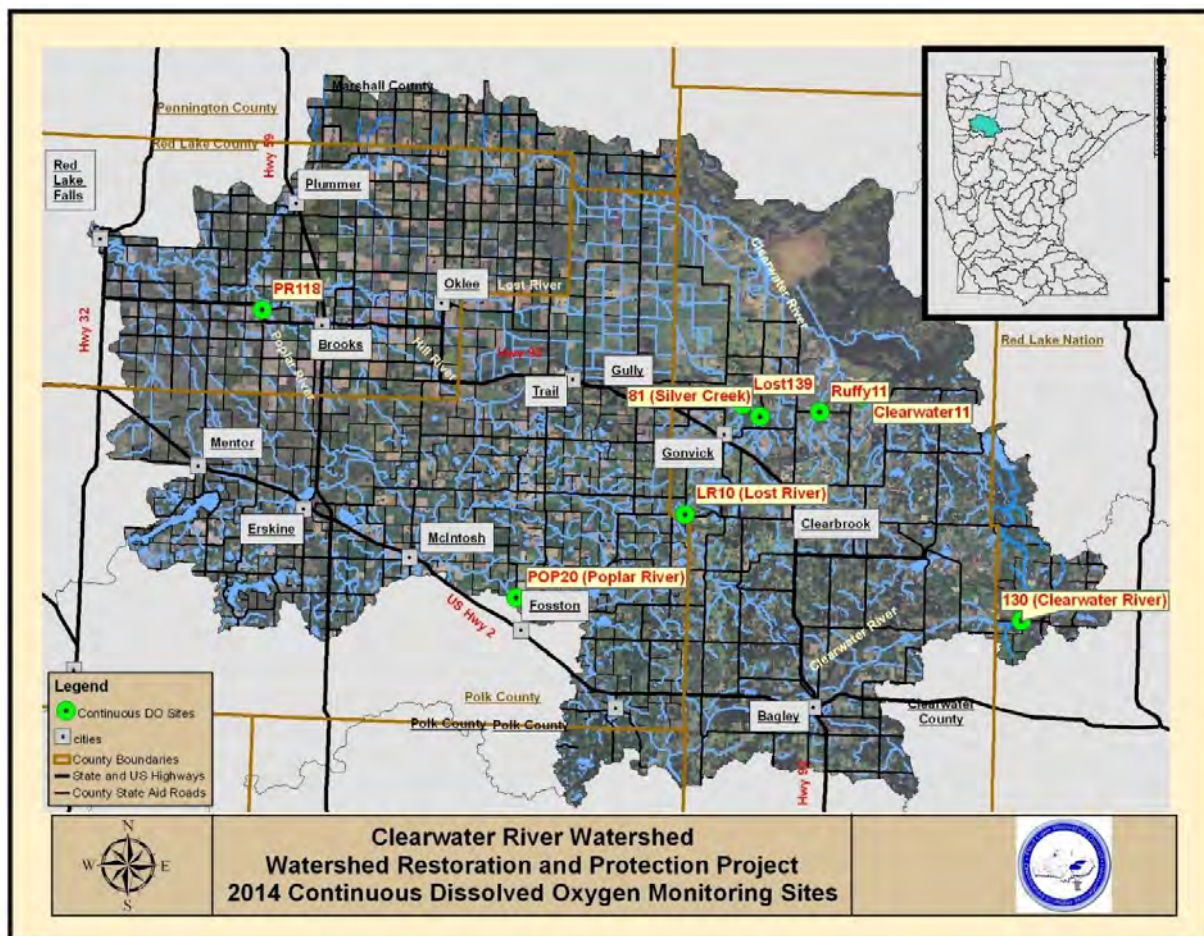 Marshall County
Pennington County
Red Lake County
Hwy 59
Red
Lake
Falls
Plummer
Clearwater River
Oklee
Lost River
PR118
Hwy 32
Brooks
Poplar River
Hill River
Hwy 92
Red Lake Nation
Gully
Trail
Lost139
Ruffy11
81 (Silver Creek)
Clearwater11
Mentor
Gonvick
LR10 (Lost River)
Clearbrook
Erskine
McIntosh
POP20 (Poplar River)
Fosston
US Hwy 2
130 (Clearwater River)
Clearwater River
Polk County
Polk County
Polk County
Bagley
Clearwater
County
Hwy 92
Legend
Continuous DO Sites
cities
County Boundaries
State and US Highways
County State Aid Roads
N
W
E
S
Clearwater River Watershed
Watershed Restoration and Protection Project
2014 Continuous Dissolved Oxygen Monitoring Sites